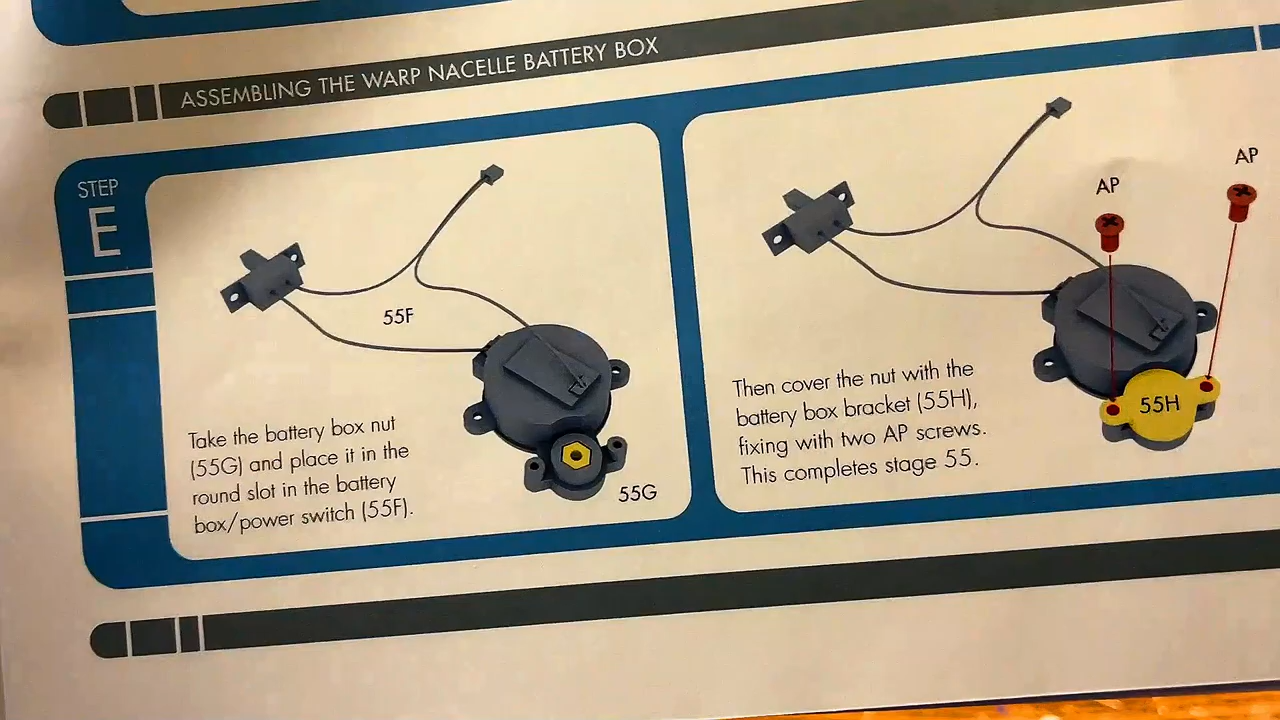 ASSEMBLING THE WARP NACELLE BATTERY BOX
STEP
E
55F
Take the battery box nut
(55G) and place it in the
round slot in the battery
box/power switch (55F).
55G
AP
AP
Then cover the nut with the
battery box bracket (55H),
fixing with two AP screws.
This completes stage 55.
55H